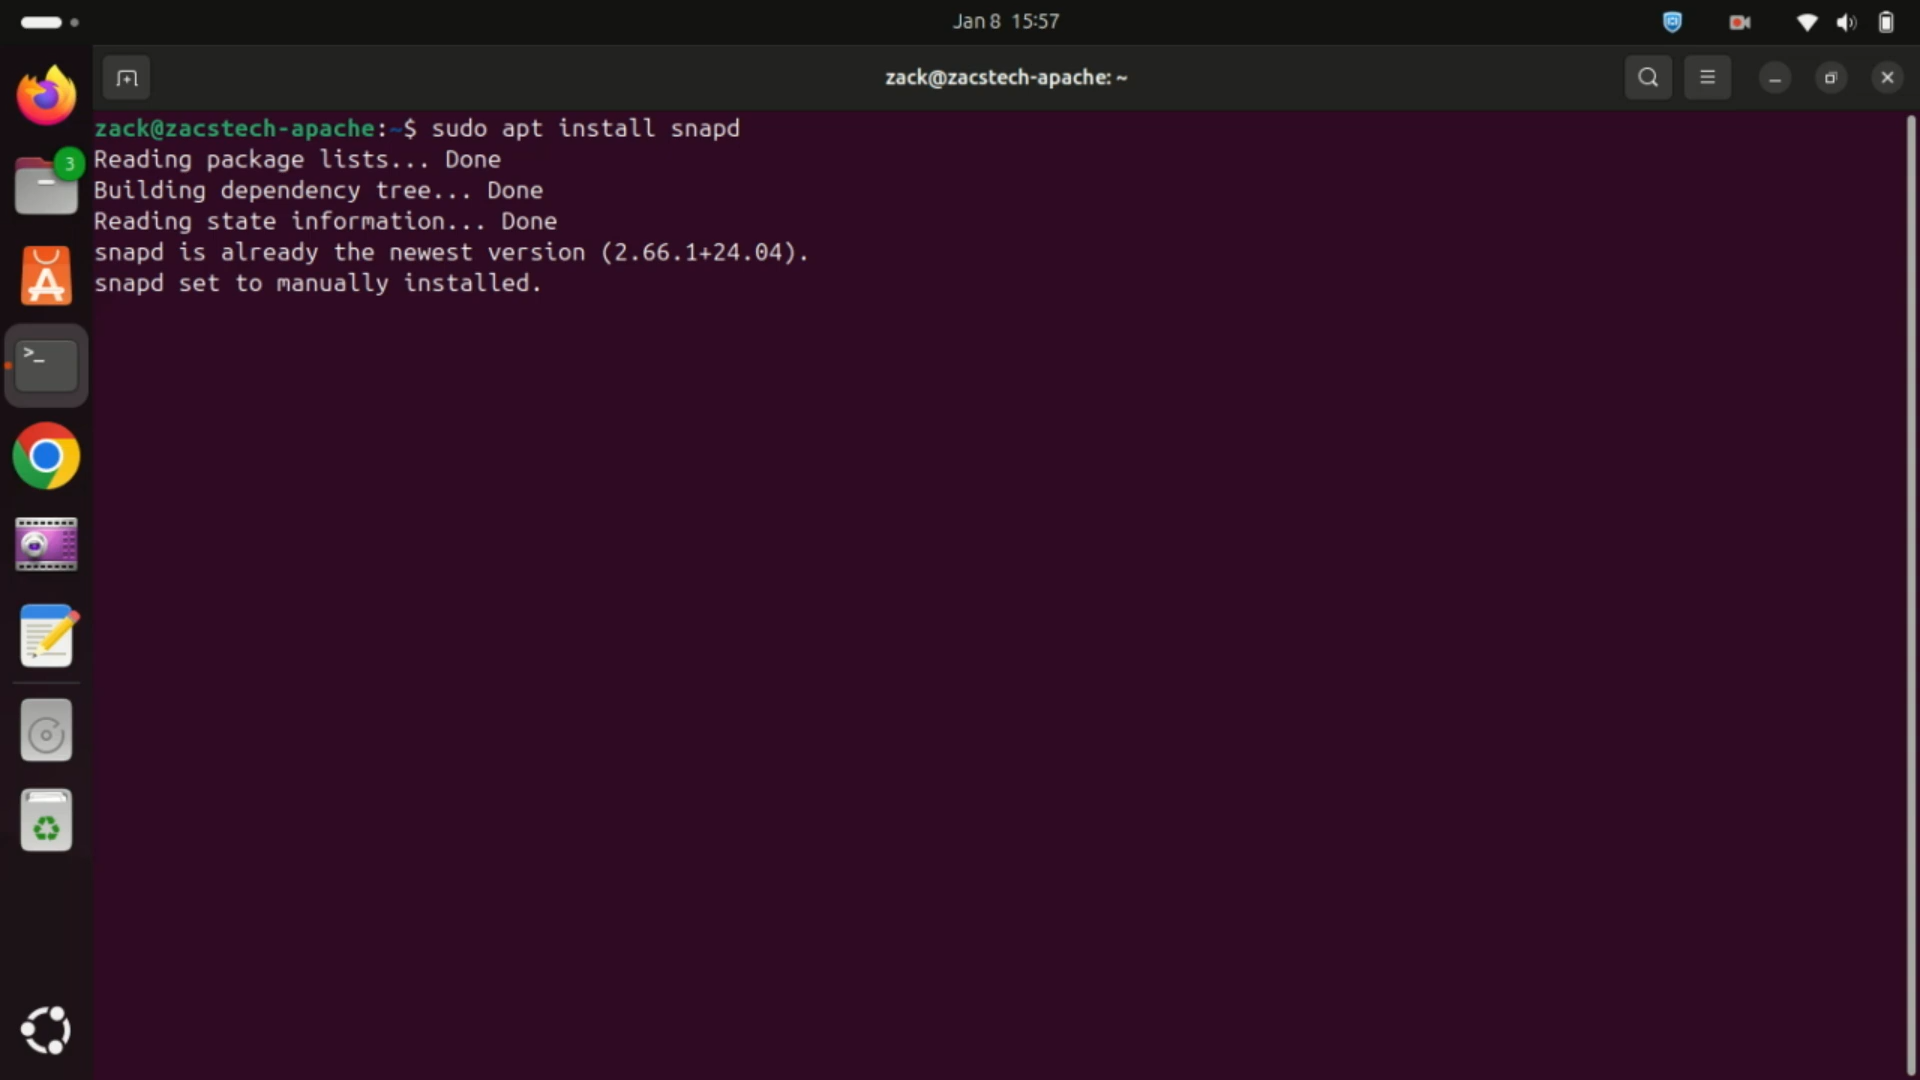 Jan 8 15:57
zack@zacstech-apache: ~
3
zack@zacstech-apache:~$ sudo apt install snapd
Reading package lists... Done
Building dependency tree... Done
Reading state information... Done
snapd is already the newest version (2.66.1+24.04).
snapd set to manually installed.